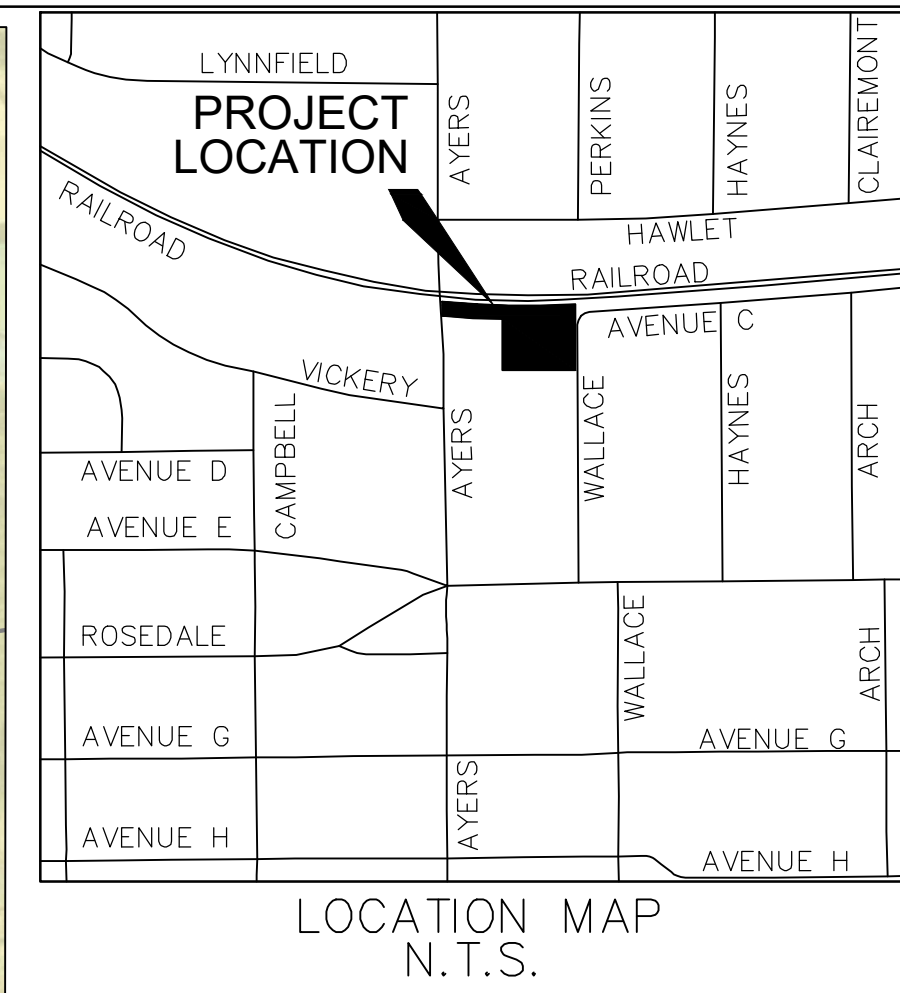 LYNNFIELD
PROJECT
LOCATION
AYERS
PERKINS
HAYNES
CLAIREMONT
RAILROAD
HAWLET
RAILROAD
AVENUE C
VICKERY
CAMPBELL
AYERS
WALLACE
HAYNES
ARCH
AVENUE D
AVENUE E
ROSEDALE
WALLACE
ARCH
AVENUE G
AVENUE G
AYERS
AVENUE H
AVENUE H
LOCATION MAP
N.T.S.